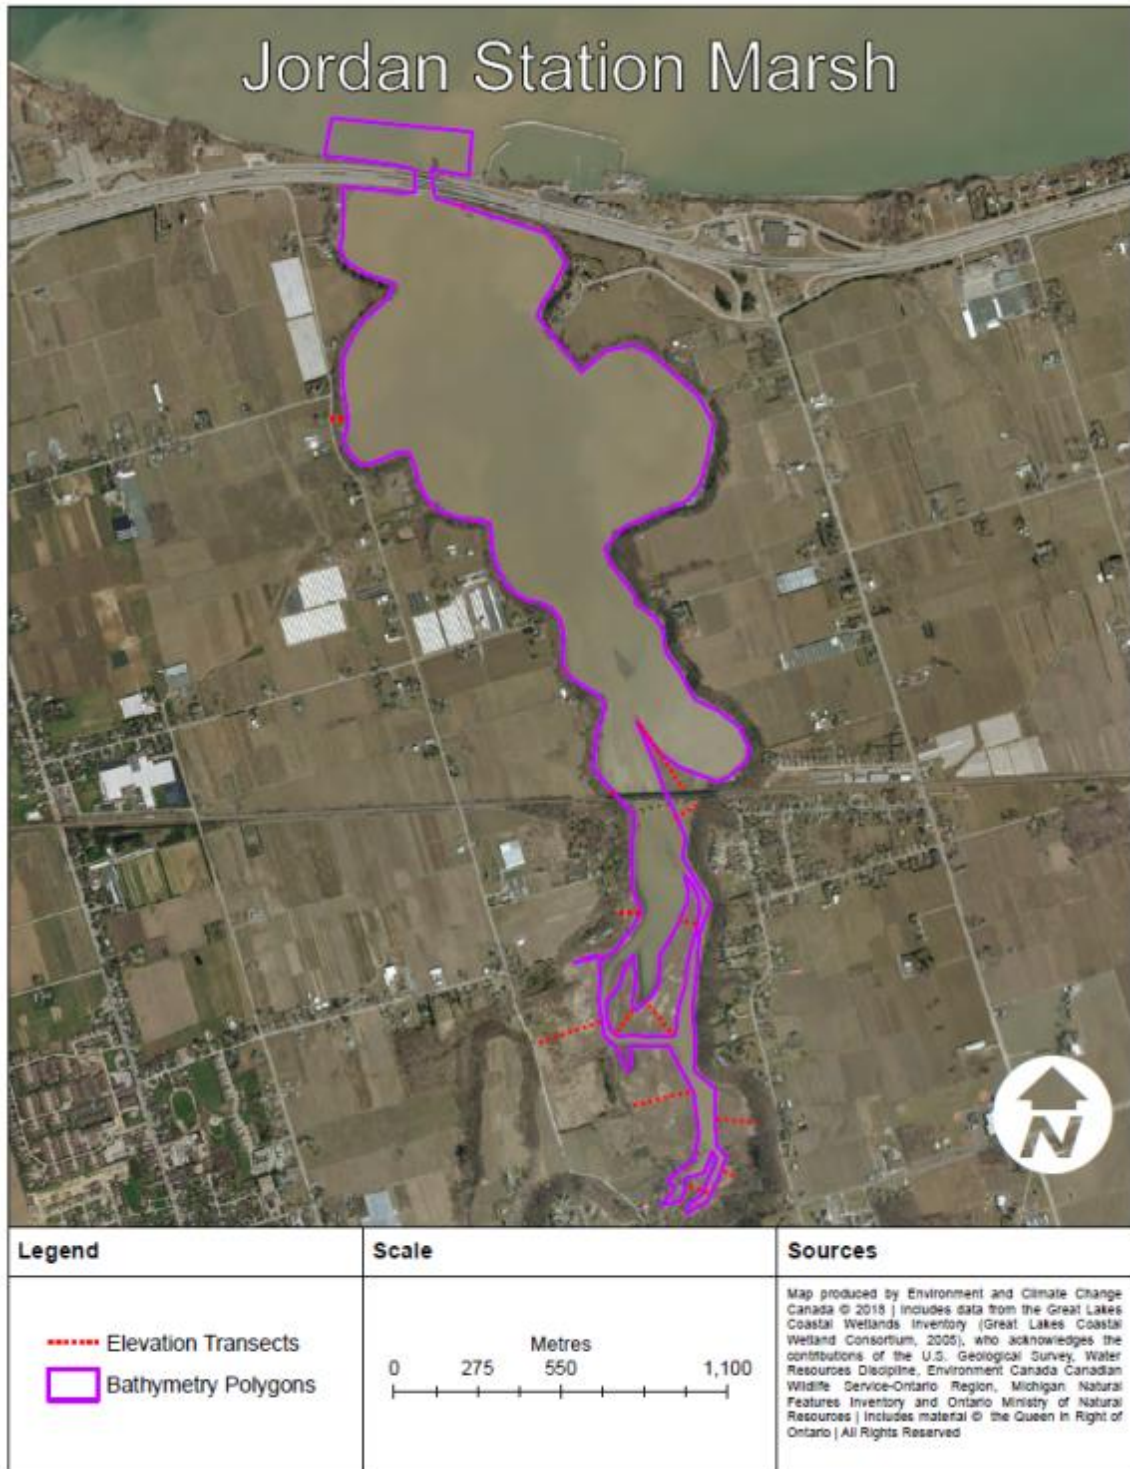 Jordan Station Marsh
N
Legend
Elevation Transects
Bathymetry Polygons
Scale
Metres
0 275 550 1,100
Sources
Map produced by Environment and Climate Change
Canada © 2018 | Includes data from the Great Lakes
Coastal Wetlands Inventory (Great Lakes Coastal
Wetland Consortium, 2005), who acknowledges the
contributions of the U.S. Geological Survey, Water
Resources Discipline, Environment Canada Canadian
Wildlife Service-Ontario Region, Michigan Natural
Features Inventory and Ontario Ministry of Natural
Resources | Includes material © the Queen in Right of
Ontario | All Rights Reserved